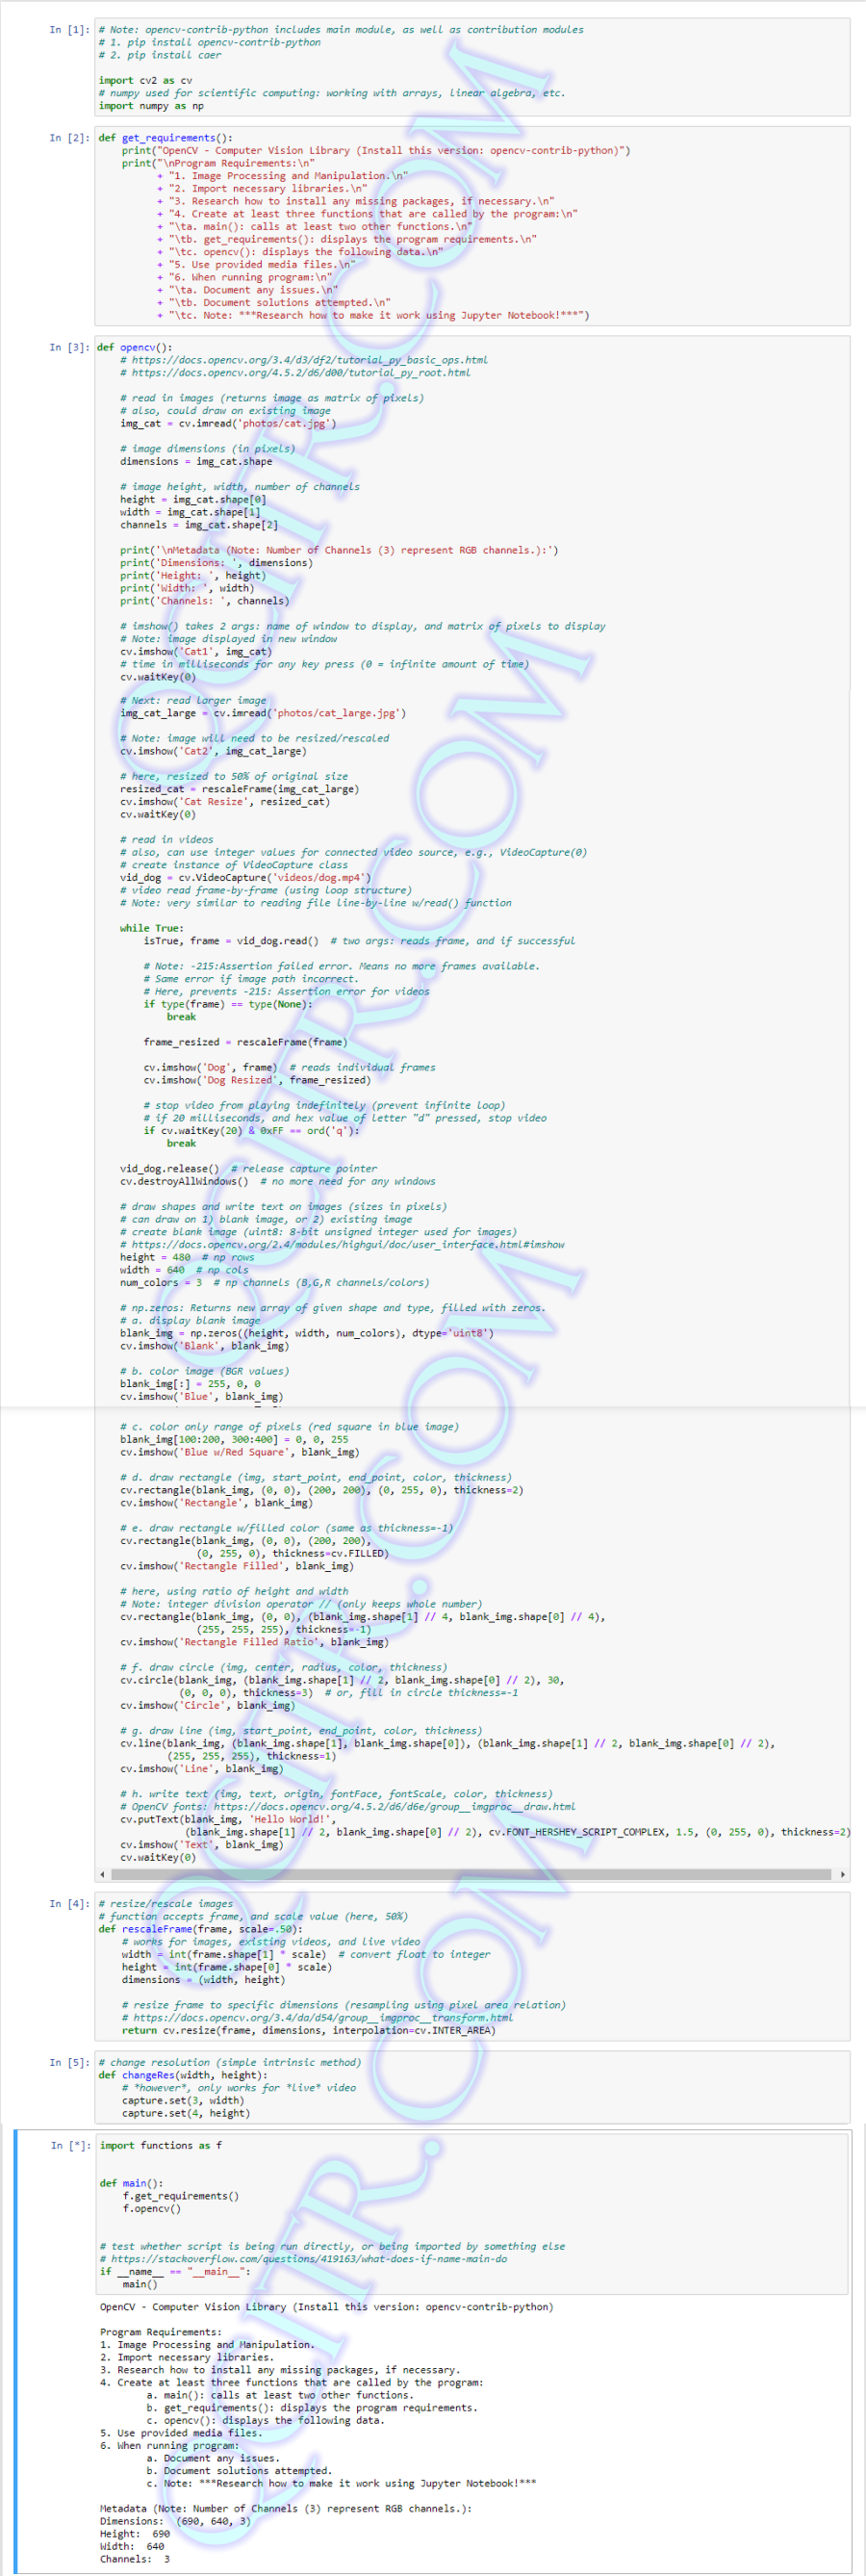 In [1]: # Note: opencv-contrib-python includes main module, as well as contribution modules
# 1. pip install opencv-contrib-python
# 2. pip install caer
import cv2 as cv
# numpy used for scientific computing: working with arrays, linear algebra, etc.
import numpy as np
In [2]: def get_requirements():
print("OpenCV - Computer Vision Library (Install this version: opencv-contrib-python)")
print("\nProgram Requirements:\n"
+ "1. Image Processing and Manipulation.\n"
+ "2. Import necessary libraries.\n"
+ "3. Research how to install any missing packages, if necessary.\n"
+ "4. Create at least three functions that are called by the program:\n"
+ "\ta. main(): calls at least two other functions.\n"
+ "\tb. get_requirements(): displays the program requirements.\n"
+ "\tc. opencv(): displays the following data.\n"
+ "5. Use provided media files.\n"
+ "6. When running program:\n"
+ "\ta. Document any issues.\n"
+ "\tb. Document solutions attempted.\n"
+ "\tc. Note: ***Research how to make it work using Jupyter Notebook!***")
In [3]: def opencv():
# https://docs.opencv.org/3.4/d3/df2/tutorial_py_basic_ops.html
# https://docs.opencv.org/4.5.2/d6/d00/tutorial_py_root.html
# read in images (returns image as matrix of pixels)
# also, could draw on existing image
img_cat = cv.imread('photos/cat.jpg')
# image dimensions (in pixels)
dimensions = img_cat.shape
# image height, width, number of channels
height = img_cat.shape[0]
width = img_cat.shape[1]
channels = img_cat.shape[2]
print('\nMetadata (Note: Number of Channels (3) represent RGB channels.):')
print('Dimensions: ', dimensions)
print('Height: ', height)
print('Width: ', width)
print('Channels: ', channels)
# imshow() takes 2 args: name of window to display, and matrix of pixels to display
# Note: image displayed in new window
cv.imshow('Cat1', img_cat)
# time in milliseconds for any key press (0 = infinite amount of time)
cv.waitKey(0)
# Next: read larger image
img_cat_large = cv.imread('photos/cat_large.jpg')
# Note: image will need to be resized/rescaled
cv.imshow('Cat2', img_cat_large)
# here, resized to 50% of original size
resized_cat = rescaleFrame(img_cat_large)
cv.imshow('Cat Resize', resized_cat)
cv.waitKey(0)
# read in videos
# also, can use integer values for connected video source, e.g., VideoCapture(0)
# create instance of VideoCapture class
vid_dog = cv.VideoCapture('videos/dog.mp4')
# video read frame-by-frame (using loop structure)
# Note: very similar to reading file line-by-line w/read() function
while True:
isTrue, frame = vid_dog.read()  # two args: reads frame, and if successful
# Note: -215:Assertion failed error. Means no more frames available.
# Same error if image path incorrect.
# Here, prevents -215: Assertion error for videos
if type(frame) == type(None):
break
frame_resized = rescaleFrame(frame)
cv.imshow('Dog', frame)  # reads individual frames
cv.imshow('Dog Resized', frame_resized)
# stop video from playing indefinitely (prevent infinite loop)
# if 20 milliseconds, and hex value of letter "d" pressed, stop video
if cv.waitKey(20) & 0xFF == ord('q'):
break
vid_dog.release()  # release capture pointer
cv.destroyAllWindows()  # no more need for any windows
# draw shapes and write text on images (sizes in pixels)
# can draw on 1) blank image, or 2) existing image
# create blank image (uint8: 8-bit unsigned integer used for images)
# https://docs.opencv.org/2.4/modules/highgui/doc/user_interface.html#imshow
height = 480  # np rows
width = 640  # np cols
num_colors = 3  # np channels (B,G,R channels/colors)
# np.zeros: Returns new array of given shape and type, filled with zeros.
# a. display blank image
blank_img = np.zeros((height, width, num_colors), dtype='uint8')
cv.imshow('Blank', blank_img)
# b. color image (BGR values)
blank_img[:] = 255, 0, 0
cv.imshow('Blue', blank_img)
# c. color only range of pixels (red square in blue image)
blank_img[100:200, 300:400] = 0, 0, 255
cv.imshow('Blue w/Red Square', blank_img)
# d. draw rectangle (img, start_point, end_point, color, thickness)
cv.rectangle(blank_img, (0, 0), (200, 200), (0, 255, 0), thickness=2)
cv.imshow('Rectangle', blank_img)
# e. draw rectangle w/filled color (same as thickness=-1)
cv.rectangle(blank_img, (0, 0), (200, 200),
(0, 255, 0), thickness=cv.FILLED)
cv.imshow('Rectangle Filled', blank_img)
# here, using ratio of height and width
# Note: integer division operator // (only keeps whole number)
cv.rectangle(blank_img, (0, 0), (blank_img.shape[1] // 4, blank_img.shape[0] // 4),
(255, 255, 255), thickness=-1)
cv.imshow('Rectangle Filled Ratio', blank_img)
# f. draw circle (img, center, radius, color, thickness)
cv.circle(blank_img, (blank_img.shape[1] // 2, blank_img.shape[0] // 2), 30,
(0, 0, 0), thickness=3)  # or, fill in circle thickness=-1
cv.imshow('Circle', blank_img)
# g. draw line (img, start_point, end_point, color, thickness)
cv.line(blank_img, (blank_img.shape[1], blank_img.shape[0]), (blank_img.shape[1] // 2, blank_img.shape[0] // 2),
(255, 255, 255), thickness=1)
cv.imshow('Line', blank_img)
# h. write text (img, text, origin, fontFace, fontScale, color, thickness)
# OpenCV fonts: https://docs.opencv.org/4.5.2/d6/d6e/group__imgproc__draw.html
cv.putText(blank_img, 'Hello World!',
(blank_img.shape[1] // 2, blank_img.shape[0] // 2), cv.FONT_HERSHEY_SCRIPT_COMPLEX, 1.5, (0, 255, 0), thickness=2)
cv.imshow('Text', blank_img)
cv.waitKey(0)
In [4]: # resize/rescale images
# function accepts frame, and scale value (here, 50%)
def rescaleFrame(frame, scale=.50):
# works for images, existing videos, and live video
width = int(frame.shape[1] * scale)  # convert float to integer
height = int(frame.shape[0] * scale)
dimensions = (width, height)
# resize frame to specific dimensions (resampling using pixel area relation)
# https://docs.opencv.org/3.4/da/d54/group__imgproc__transform.html
return cv.resize(frame, dimensions, interpolation=cv.INTER_AREA)
In [5]: # change resolution (simple intrinsic method)
def changeRes(width, height):
# *however*, only works for *live* video
capture.set(3, width)
capture.set(4, height)
In [*]: import functions as f
def main():
f.get_requirements()
f.opencv()
# test whether script is being run directly, or being imported by something else
# https://stackoverflow.com/questions/419163/what-does-if-name-main-do
if __name__ == "__main__":
main()
OpenCV - Computer Vision Library (Install this version: opencv-contrib-python)
Program Requirements:
1. Image Processing and Manipulation.
2. Import necessary libraries.
3. Research how to install any missing packages, if necessary.
4. Create at least three functions that are called by the program:
a. main(): calls at least two other functions.
b. get_requirements(): displays the program requirements.
c. opencv(): displays the following data.
5. Use provided media files.
6. When running program:
a. Document any issues.
b. Document solutions attempted.
c. Note: ***Research how to make it work using Jupyter Notebook!***
Metadata (Note: Number of Channels (3) represent RGB channels.):
Dimensions:  (690, 640, 3)
Height:  690
Width:  640
Channels:  3
QCITR.COM
QCITR.COM
QCITR.COM
QCITR.COM